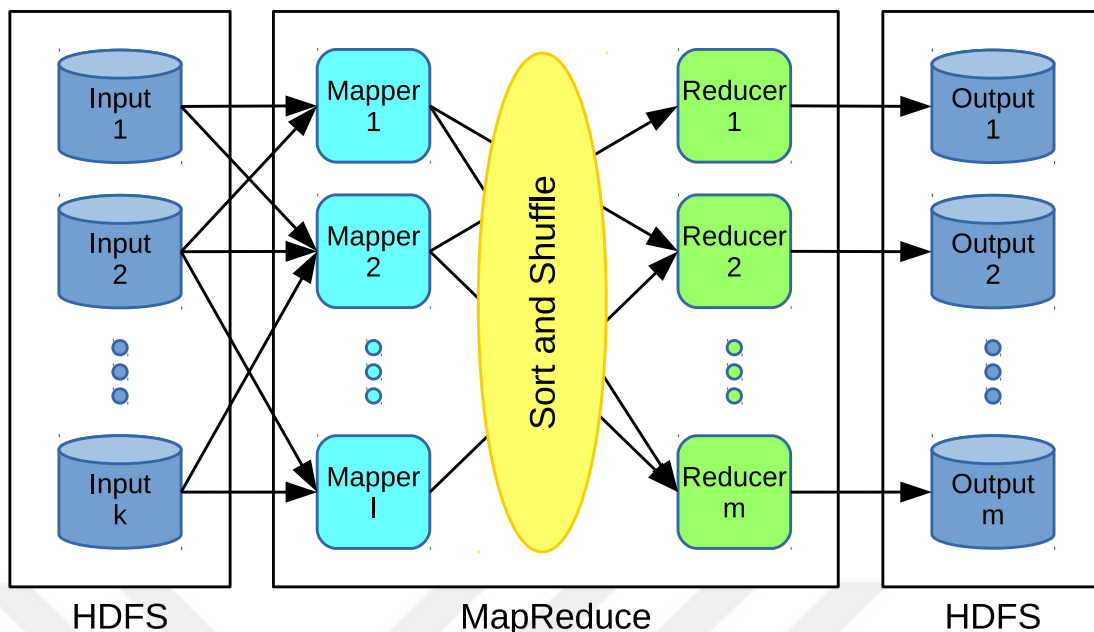 Input
1
Input
2
Input
k
HDFS
Mapper
1
Mapper
2
Mapper
l
Sort and Shuffle
Reducer
1
Reducer
2
Reducer
m
MapReduce
Output
1
Output
2
Output
m
HDFS